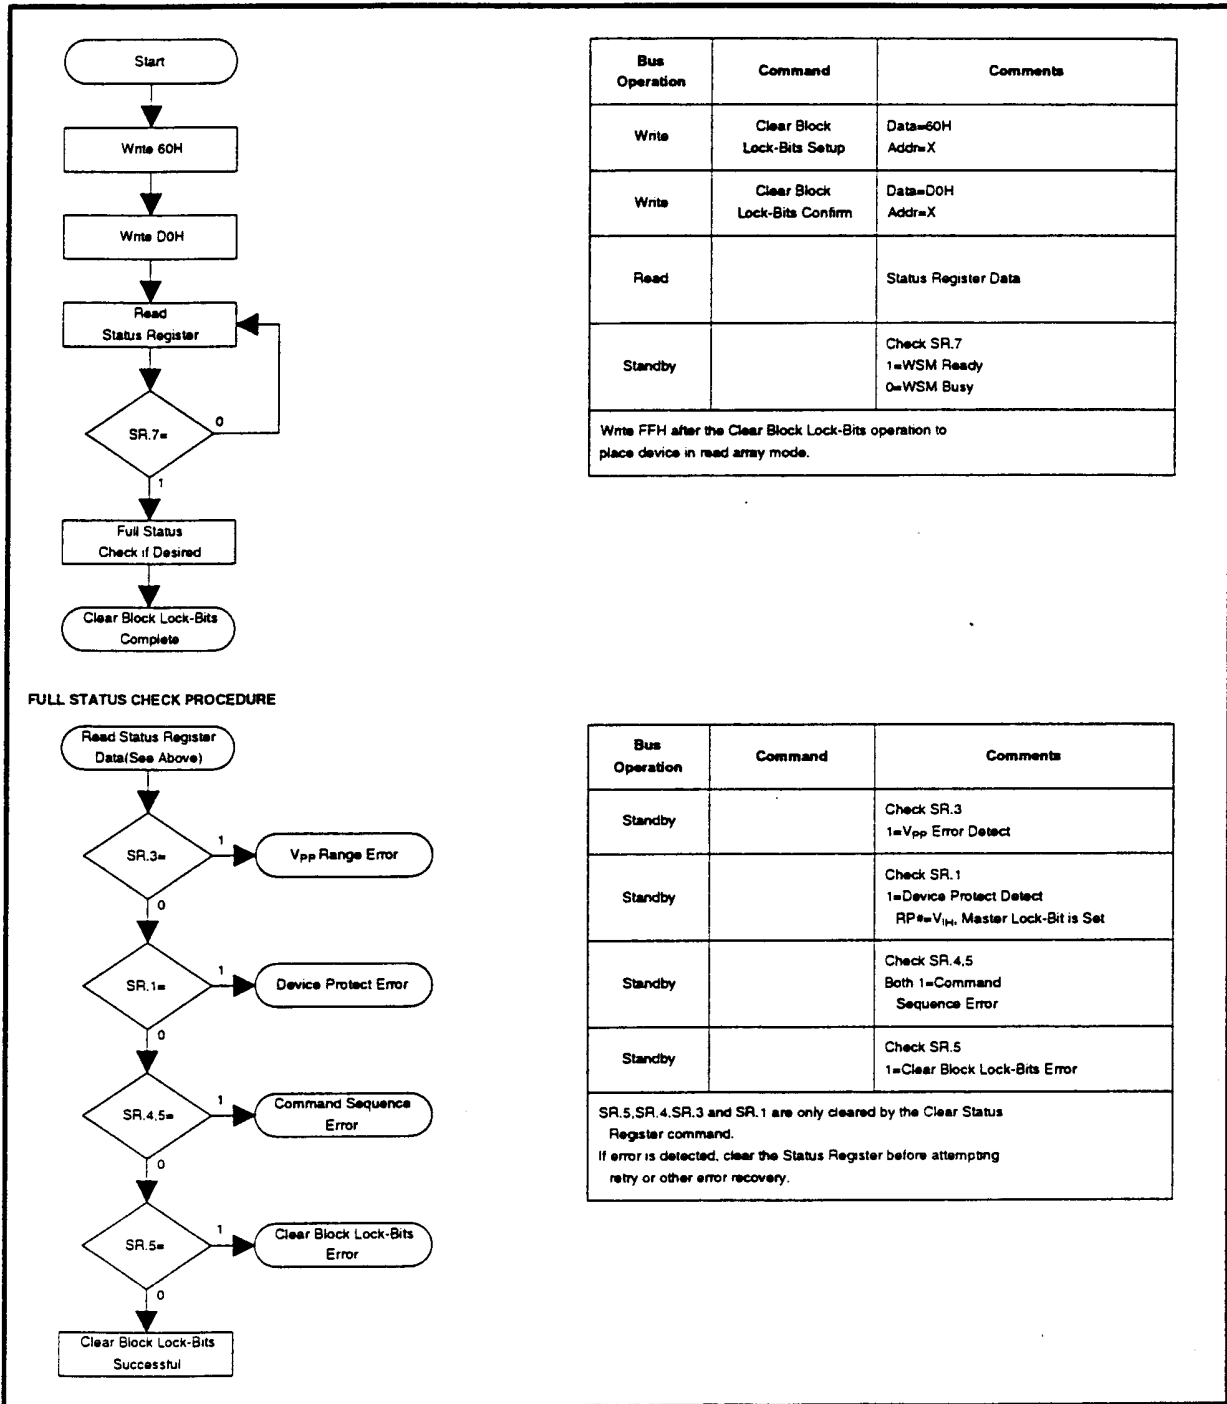 Start
Write 60H
Write D0H
Read
Status Register
SR.7=
0
1
Full Status
Check if Desired
Clear Block Lock-Bits
Complete
Bus
Operation
Command
Comments
Write
Clear Block
Lock-Bits Setup
Data=60H
Addr=X
Write
Clear Block
Lock-Bits Confirm
Data=D0H
Addr=X
Read
Status Register Data
Standby
Check SR.7
1=WSM Ready
0=WSM Busy
Write FFH after the Clear Block Lock-Bits operation to
place device in read array mode.
FULL STATUS CHECK PROCEDURE
Read Status Register
Data(See Above)
SR.3=
1
VPP Range Error
0
SR.1=
1
Device Protect Error
0
SR.4,5=
1
Command Sequence
Error
0
SR.5=
1
Clear Block Lock-Bits
Error
0
Clear Block Lock-Bits
Successful
Bus
Operation
Command
Comments
Standby
Check SR.3
1=VPP Error Detect
Standby
Check SR.1
1=Device Protect Detect
RP#=VIH, Master Lock-Bit is Set
Standby
Check SR.4,5
Both 1=Command
Sequence Error
Standby
Check SR.5
1=Clear Block Lock-Bits Error
SR.5,SR.4,SR.3 and SR.1 are only cleared by the Clear Status
Register command.
If error is detected, clear the Status Register before attempting
retry or other error recovery.